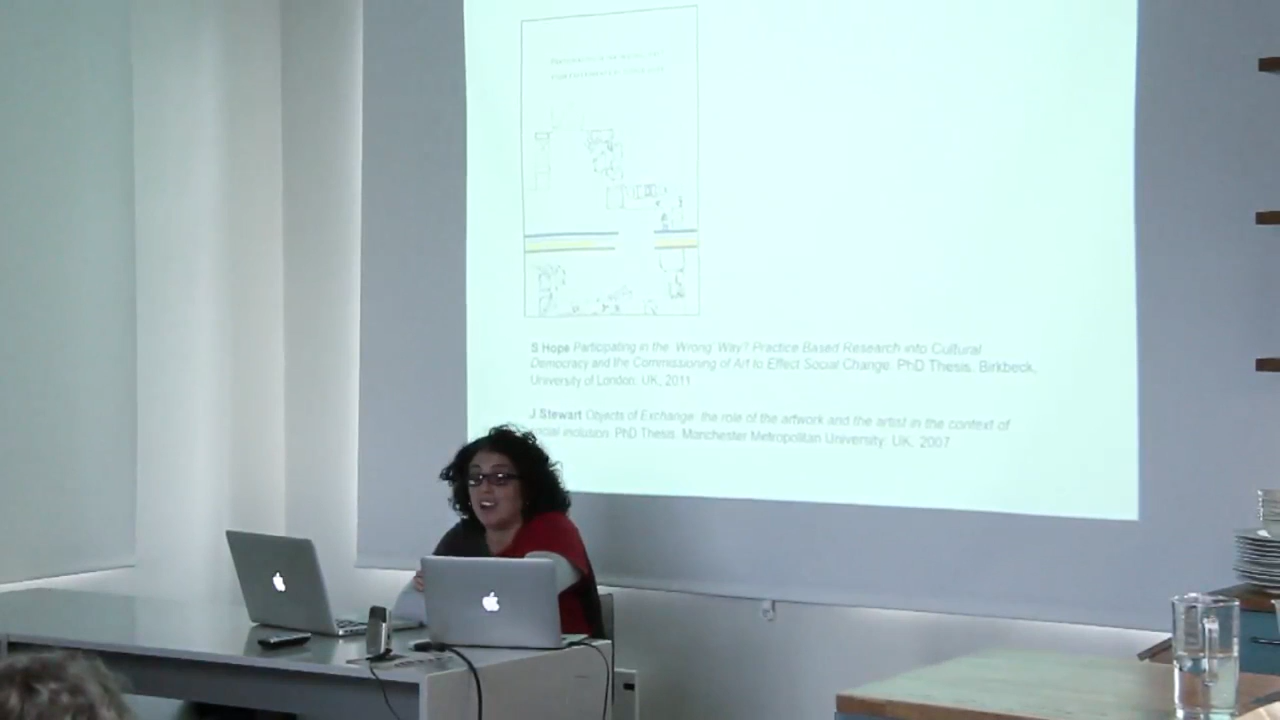 S Hope Participating in the Wrong Way? Practice Based Research into Cultural
Democracy and the Commissioning of Art to Effect Social Change. PhD Thesis. Birkbeck,
University of London: UK, 2011
J Stewart Objects of Exchange: the role of the artwork and the artist in the context of
social inclusion. PhD Thesis. Manchester Metropolitan University: UK, 2007